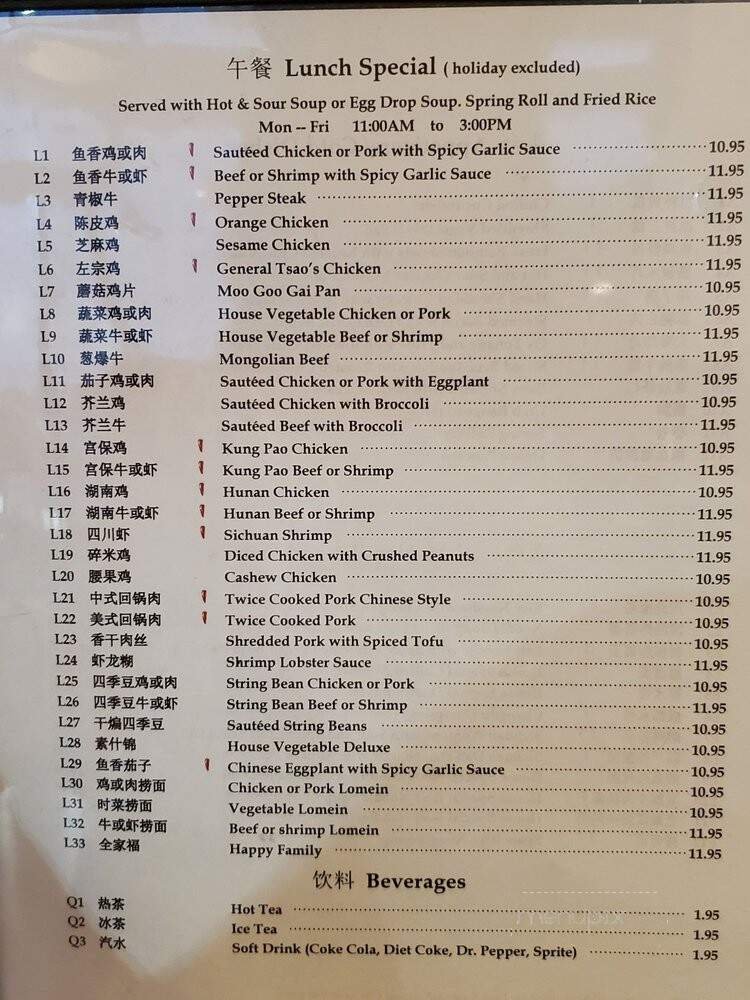 午餐 Lunch Special ( holiday excluded)
Served with Hot & Sour Soup or Egg Drop Soup. Spring Roll and Fried Rice
Mon -- Fri 11:00AM to 3:00PM
L1 鱼香鸡或肉 Sautéed Chicken or Pork with Spicy Garlic Sauce 10.95
L2 鱼香牛或虾 Beef or Shrimp with Spicy Garlic Sauce 11.95
L3 青椒牛 Pepper Steak 11.95
L4 陈皮鸡 Orange Chicken 11.95
L5 芝麻鸡 Sesame Chicken 11.95
L6 左宗鸡 General Tsao's Chicken 11.95
L7 蘑菇鸡片 Moo Goo Gai Pan 10.95
L8 蔬菜鸡或肉 House Vegetable Chicken or Pork 10.95
L9 蔬菜牛或虾 House Vegetable Beef or Shrimp 11.95
L10 葱爆牛 Mongolian Beef 11.95
L11 茄子鸡或肉 Sautéed Chicken or Pork with Eggplant 10.95
L12 芥兰鸡 Sautéed Chicken with Broccoli 10.95
L13 芥兰牛 Sautéed Beef with Broccoli 11.95
L14 宫保鸡 Kung Pao Chicken 10.95
L15 宫保牛或虾 Kung Pao Beef or Shrimp 11.95
L16 湖南鸡 Hunan Chicken 10.95
L17 湖南牛或虾 Hunan Beef or Shrimp 11.95
L18 四川虾 Sichuan Shrimp 11.95
L19 碎米鸡 Diced Chicken with Crushed Peanuts 11.95
L20 腰果鸡 Cashew Chicken 10.95
L21 中式回锅肉 Twice Cooked Pork Chinese Style 10.95
L22 美式回锅肉 Twice Cooked Pork 10.95
L23 香干肉丝 Shredded Pork with Spiced Tofu 10.95
L24 虾龙糊 Shrimp Lobster Sauce 11.95
L25 四季豆鸡或肉 String Bean Chicken or Pork 10.95
L26 四季豆牛或虾 String Bean Beef or Shrimp 11.95
L27 干煸四季豆 Sautéed String Beans 10.95
L28 素什锦 House Vegetable Deluxe 10.95
L29 鱼香茄子 Chinese Eggplant with Spicy Garlic Sauce 10.95
L30 鸡或肉捞面 Chicken or Pork Lomein 10.95
L31 时菜捞面 Vegetable Lomein 10.95
L32 牛或虾捞面 Beef or shrimp Lomein 11.95
L33 全家福 Happy Family 11.95
饮料 Beverages
Q1 热茶 Hot Tea 1.95
Q2 冰茶 Ice Tea 1.95
Q3 汽水 Soft Drink (Coke Cola, Diet Coke, Dr. Pepper, Sprite) 1.95